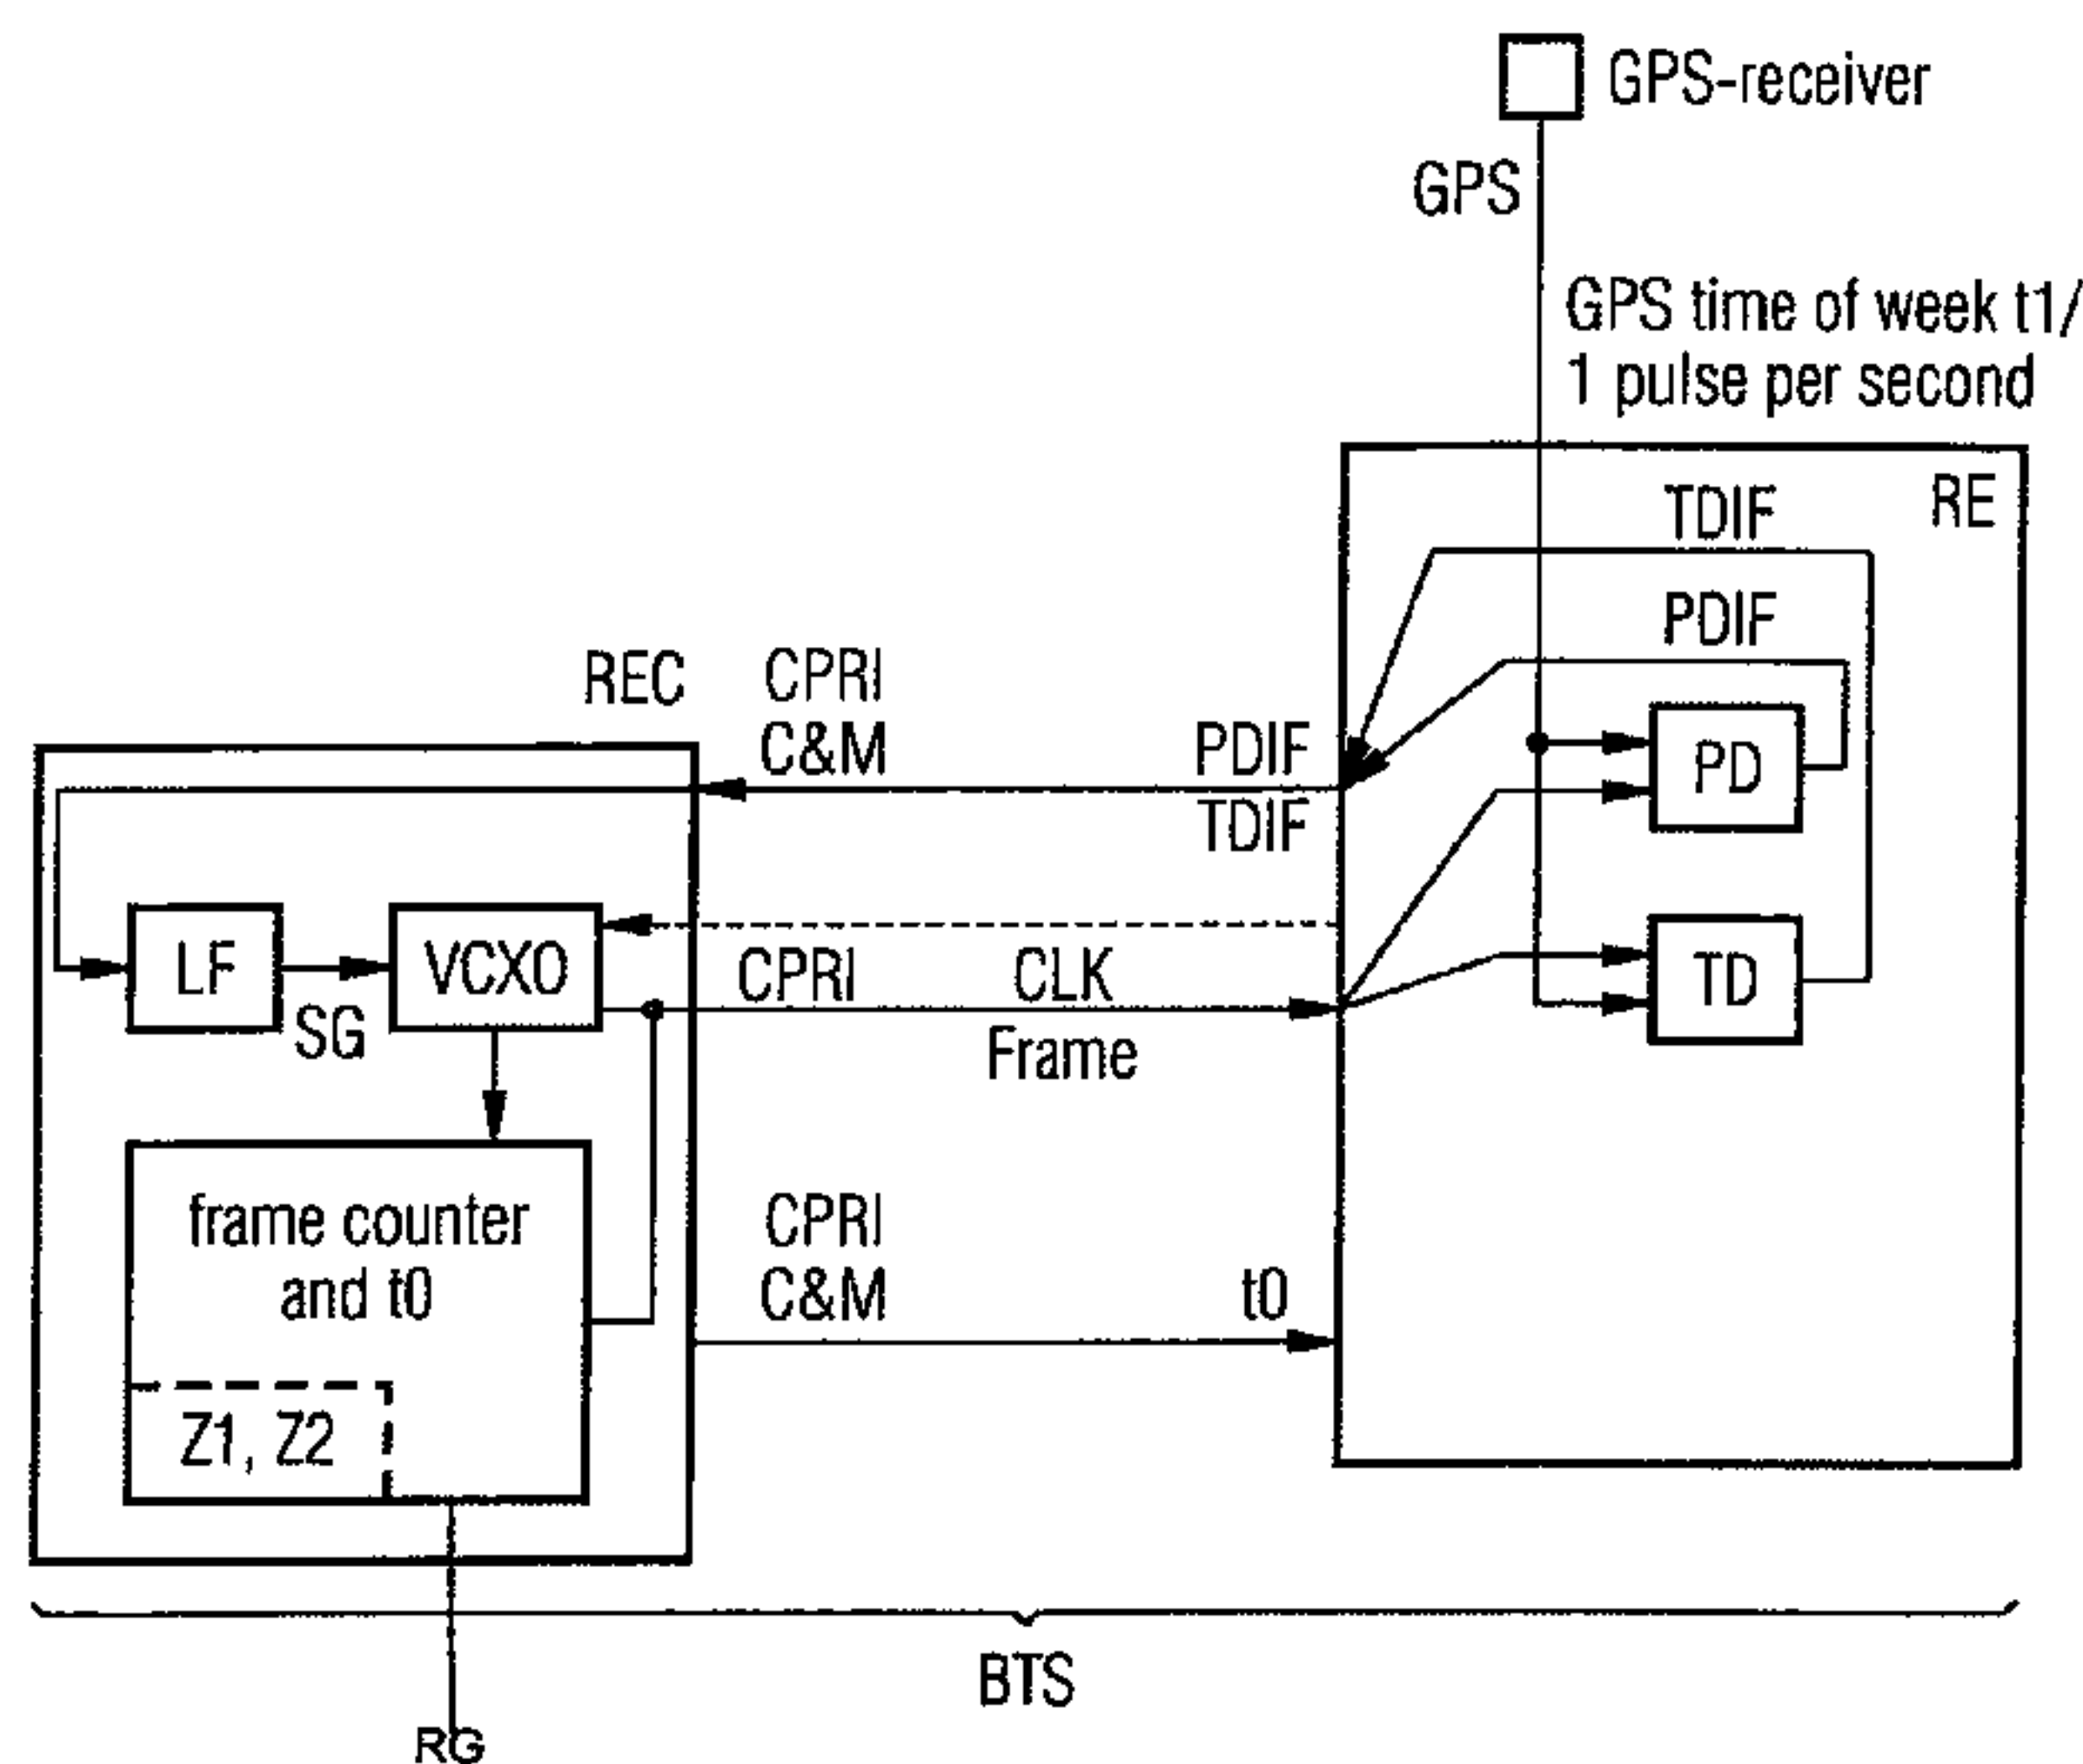 GPS-receiver
GPS
GPS time of week t1/
1 pulse per second
RE
TDIF
PDIF
REC
CPRI
C&M
PDIF
TDIF
PD
LF
SG
VCXO
CPRI
CLK
Frame
TD
frame counter
and t0
Z1, Z2
CPRI
C&M
t0
BTS
RG